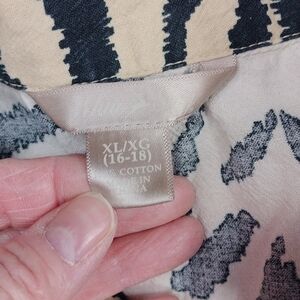 XL/XG
(16-18)
% COTTON
IN
A